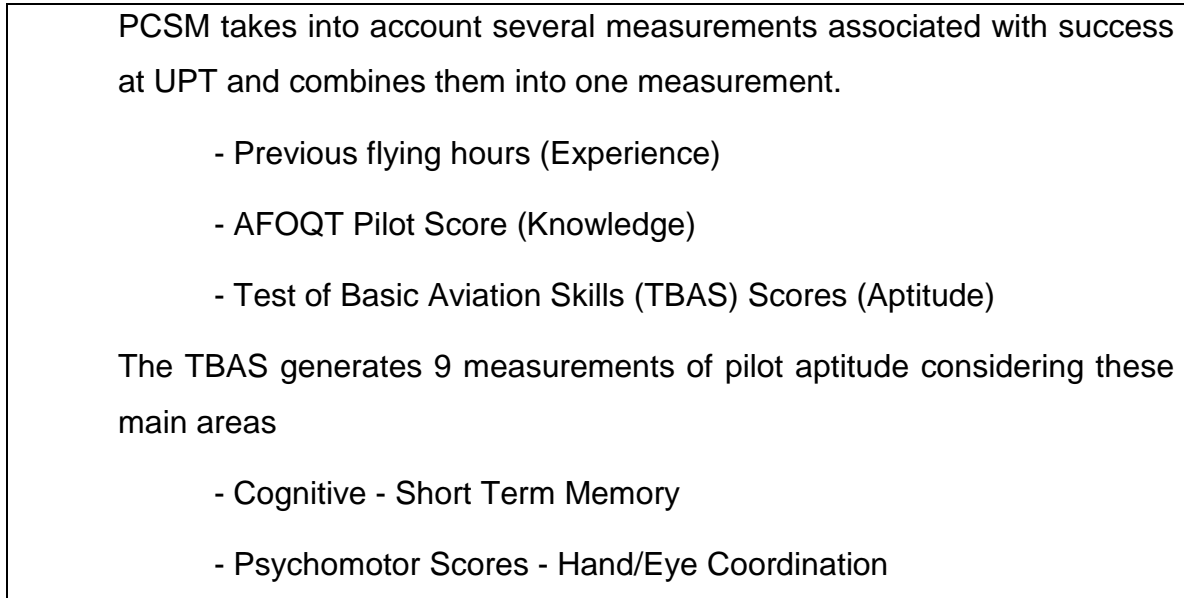 PCSM takes into account several measurements associated with success
at UPT and combines them into one measurement.
- Previous flying hours (Experience)
- AFOQT Pilot Score (Knowledge)
- Test of Basic Aviation Skills (TBAS) Scores (Aptitude)
The TBAS generates 9 measurements of pilot aptitude considering these
main areas
- Cognitive - Short Term Memory
- Psychomotor Scores - Hand/Eye Coordination